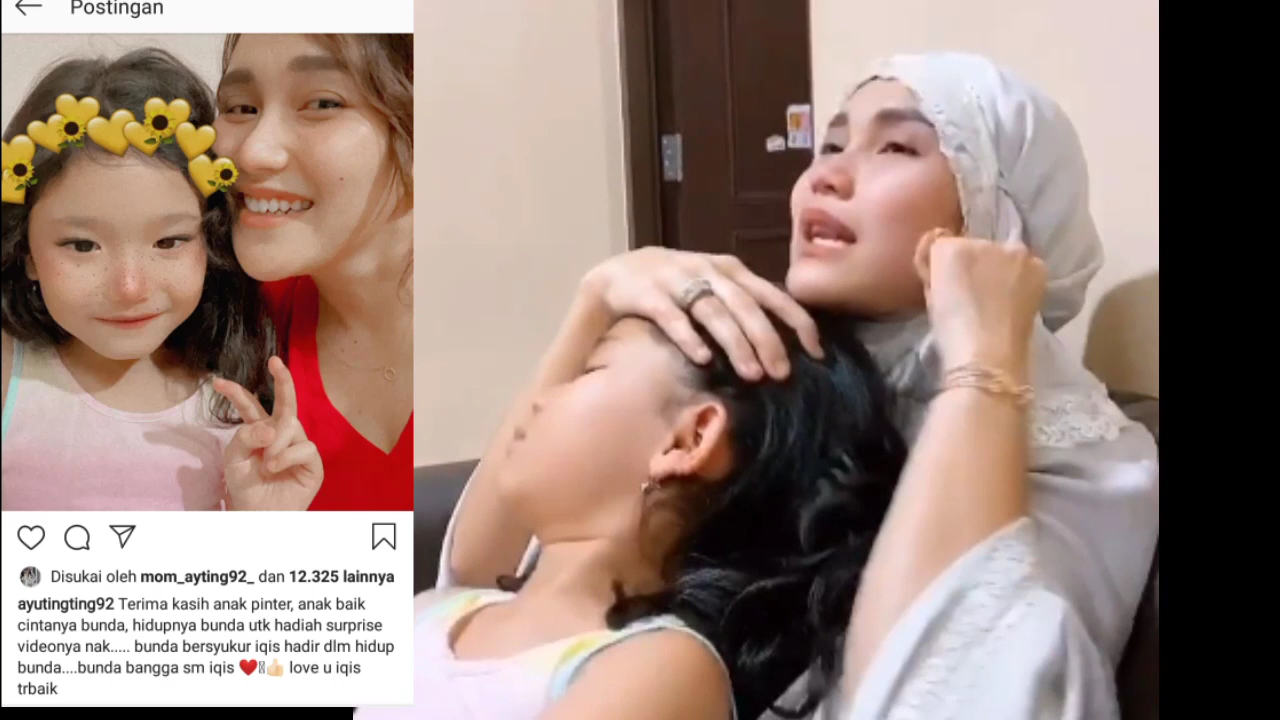 Postingan
Disukai oleh mom_ayting92_ dan 12.325 lainnya
ayutingting92 Terima kasih anak pinter, anak baik
cintanya bunda, hidupnya bunda utk hadiah surprise
videonya nak..... bunda bersyukur iqis hadir dlm hidup
bunda....bunda bangga sm iqis ❤️👍🏻 love u iqis
trbaik